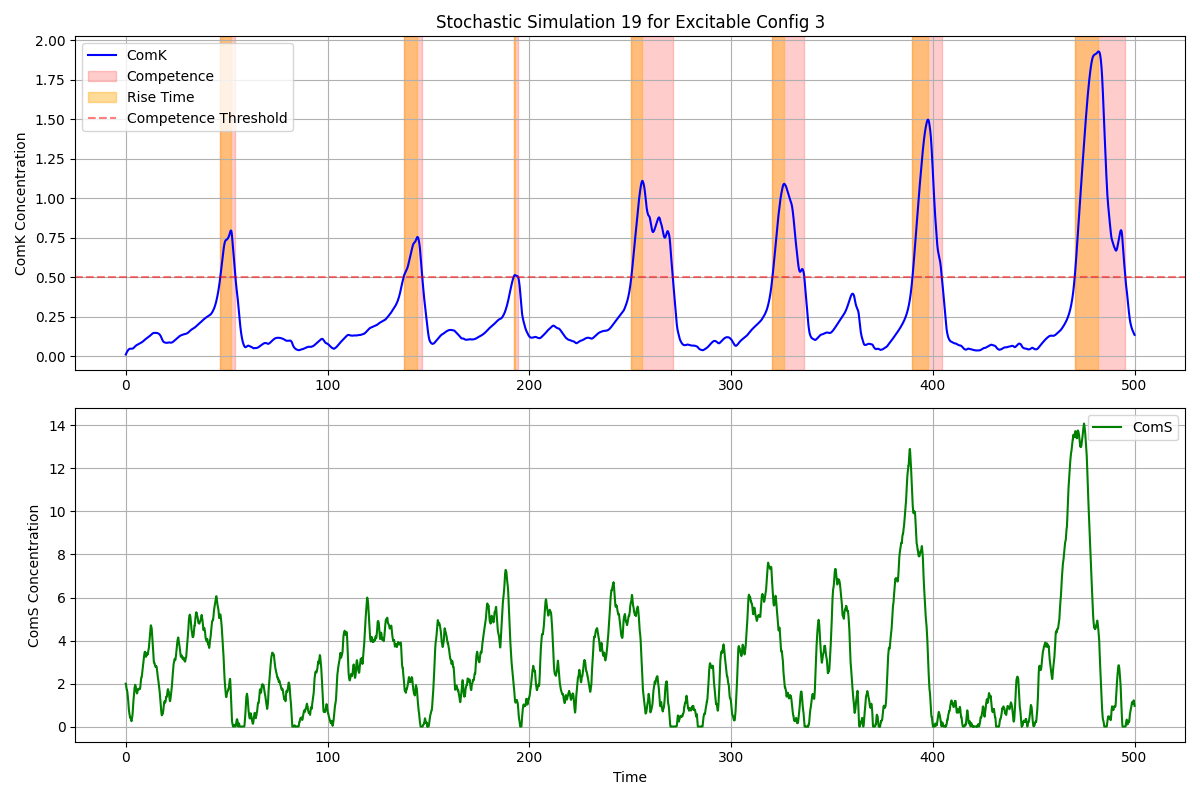 Stochastic Simulation 19 for Excitable Config 3
ComK Concentration
2.00
1.75
1.50
1.25
1.00
0.75
0.50
0.25
0.00
ComK
Competence
Rise Time
Competence Threshold
0 100 200 300 400 500
ComS Concentration
14
12
10
8
6
4
2
0
ComS
0 100 200 300 400 500
Time